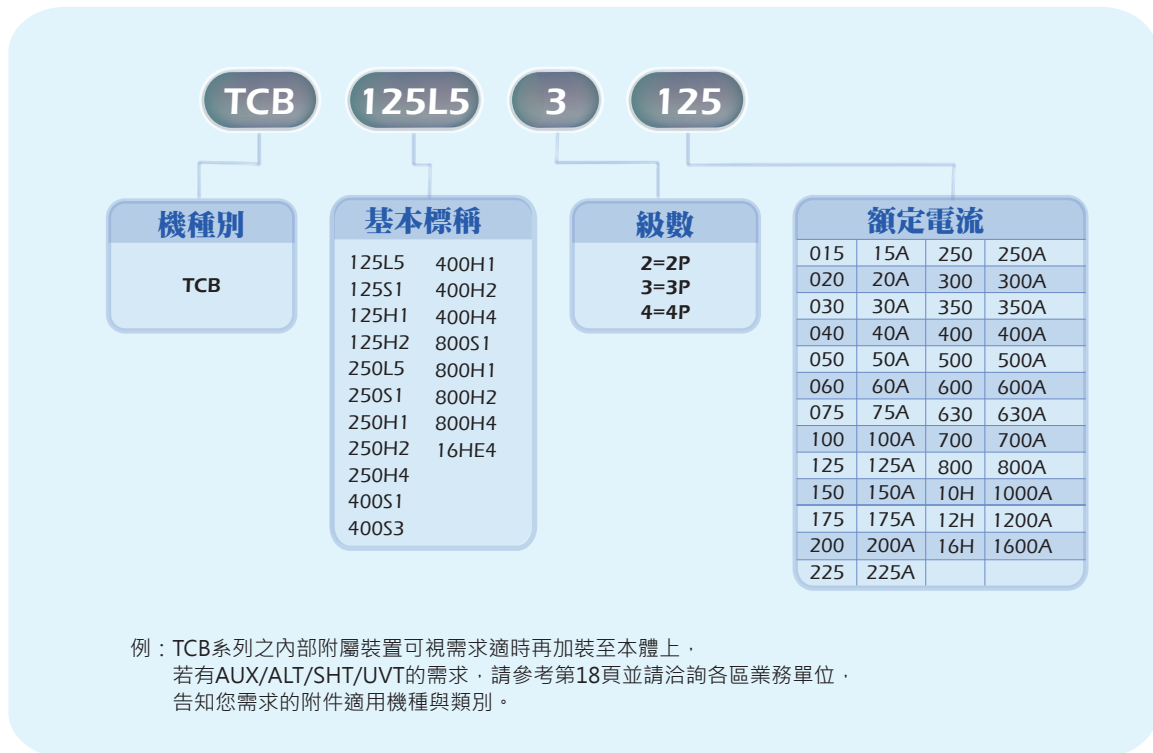 TCB 125L5 3 125
機種別
TCB
基本標稱
125L5 400H1
125S1 400H2
125H1 400H4
125H2 800S1
250L5 800H1
250S1 800H2
250H1 800H4
250H2 16HE4
250H4
400S1
400S3
級數
2=2P
3=3P
4=4P
額定電流
015 15A 250 250A
020 20A 300 300A
030 30A 350 350A
040 40A 400 400A
050 50A 500 500A
060 60A 600 600A
075 75A 630 630A
100 100A 700 700A
125 125A 800 800A
150 150A 10H 1000A
175 175A 12H 1200A
200 200A 16H 1600A
225 225A
例：TCB系列之內部附屬裝置可視需求適時再加裝至本體上，
若有AUX/ALT/SHT/UVT的需求，請參考第18頁並請洽詢各區業務單位，
告知您需求的附件適用機種與類別。